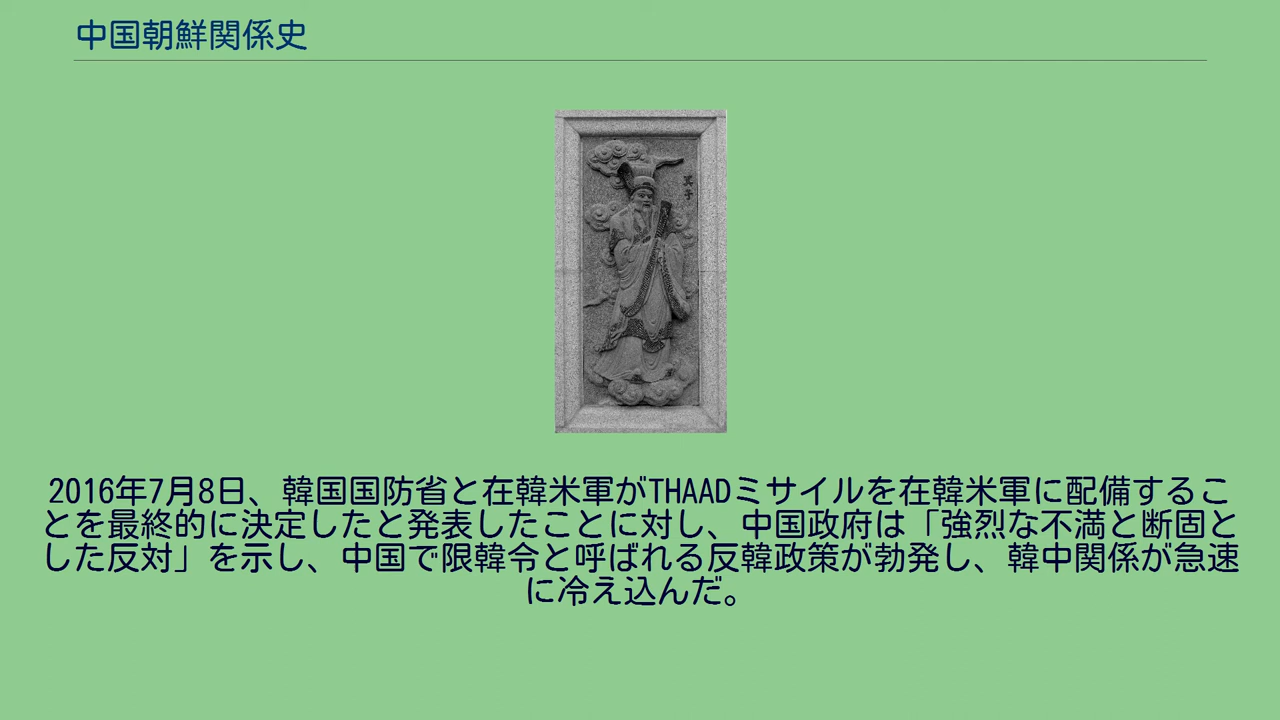 中国朝鮮関係史
箕子
2016年7月8日、韓国国防省と在韓米軍がTHAADミサイルを在韓米軍に配備するこ
とを最終的に決定したと発表したことに対し、中国政府は「強烈な不満と断固と
した反対」を示し、中国で限韓令と呼ばれる反韓政策が勃発し、韓中関係が急速
に冷え込んだ。